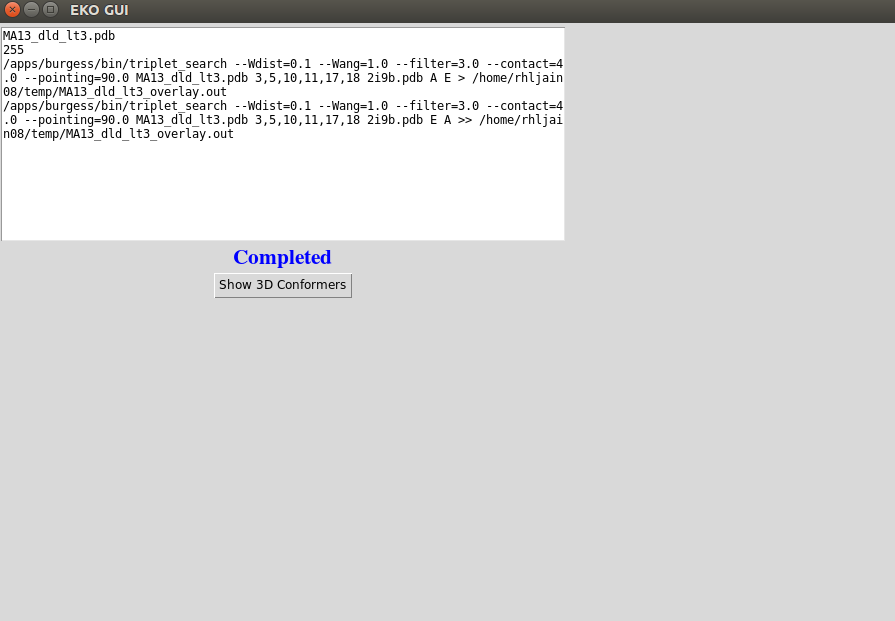 EKO GUI
MA13_dld_lt3.pdb
255
/apps/burgess/bin/triplet_search --Wdist=0.1 --Wang=1.0 --filter=3.0 --contact=4
.0 --pointing=90.0 MA13_dld_lt3.pdb 3,5,10,11,17,18 2i9b.pdb A E > /home/rhljain
08/temp/MA13_dld_lt3_overlay.out
/apps/burgess/bin/triplet_search --Wdist=0.1 --Wang=1.0 --filter=3.0 --contact=4
.0 --pointing=90.0 MA13_dld_lt3.pdb 3,5,10,11,17,18 2i9b.pdb E A >> /home/rhljai
n08/temp/MA13_dld_lt3_overlay.out
Completed
Show 3D Conformers